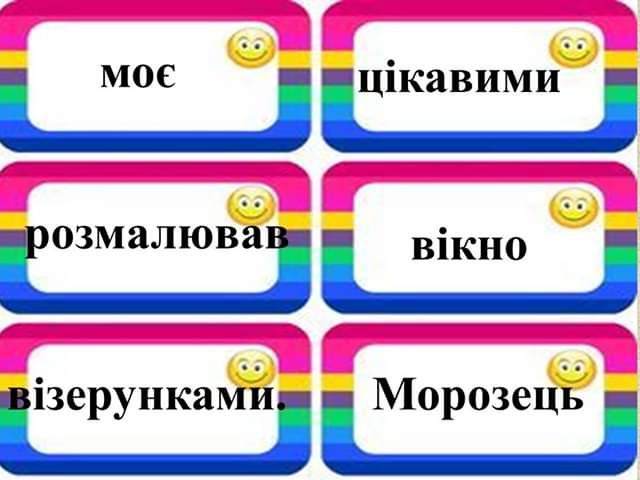 моє
цікавими
розмалював
вікно
візерунками.
Морозець